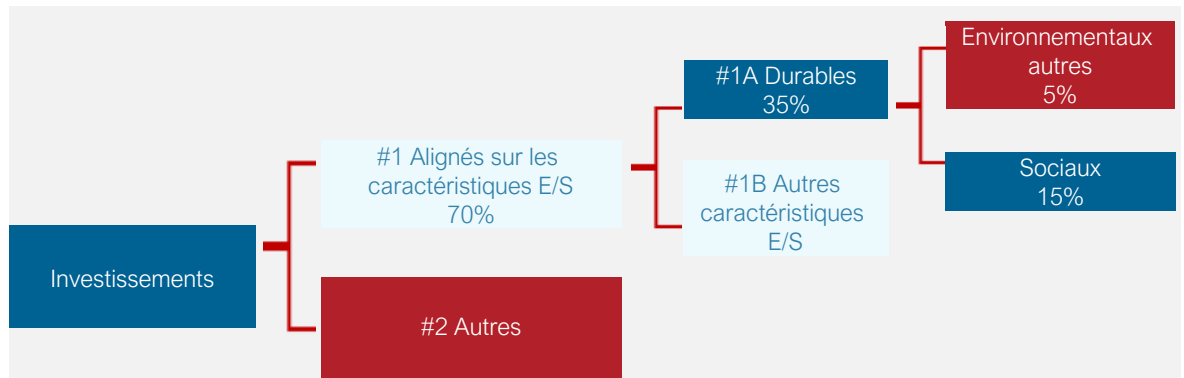 Environnementaux
autres
5%
#1A Durables
35%
#1 Alignés sur les
caractéristiques E/S
70%
Sociaux
15%
#1B Autres
caractéristiques
E/S
Investissements
#2 Autres